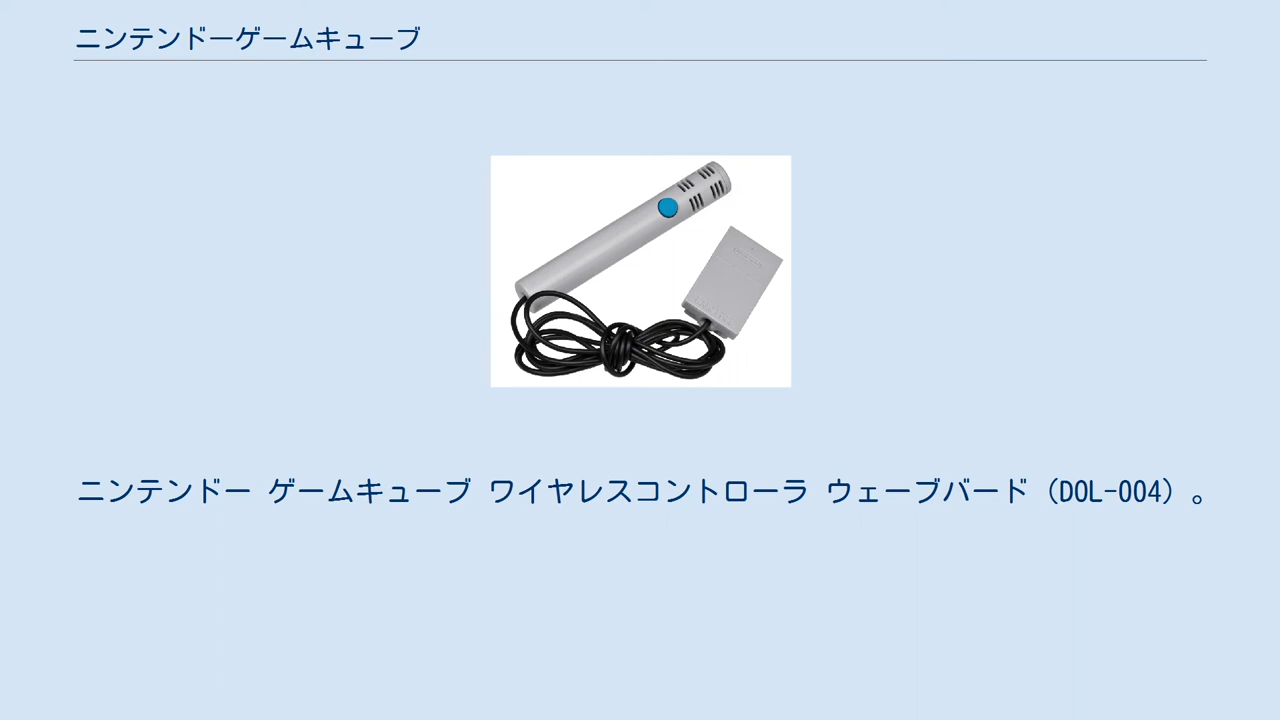 ニンテンドーゲームキューブ
ニンテンドー ゲームキューブ ワイヤレスコントローラ ウェーブバード（DOL-004）。